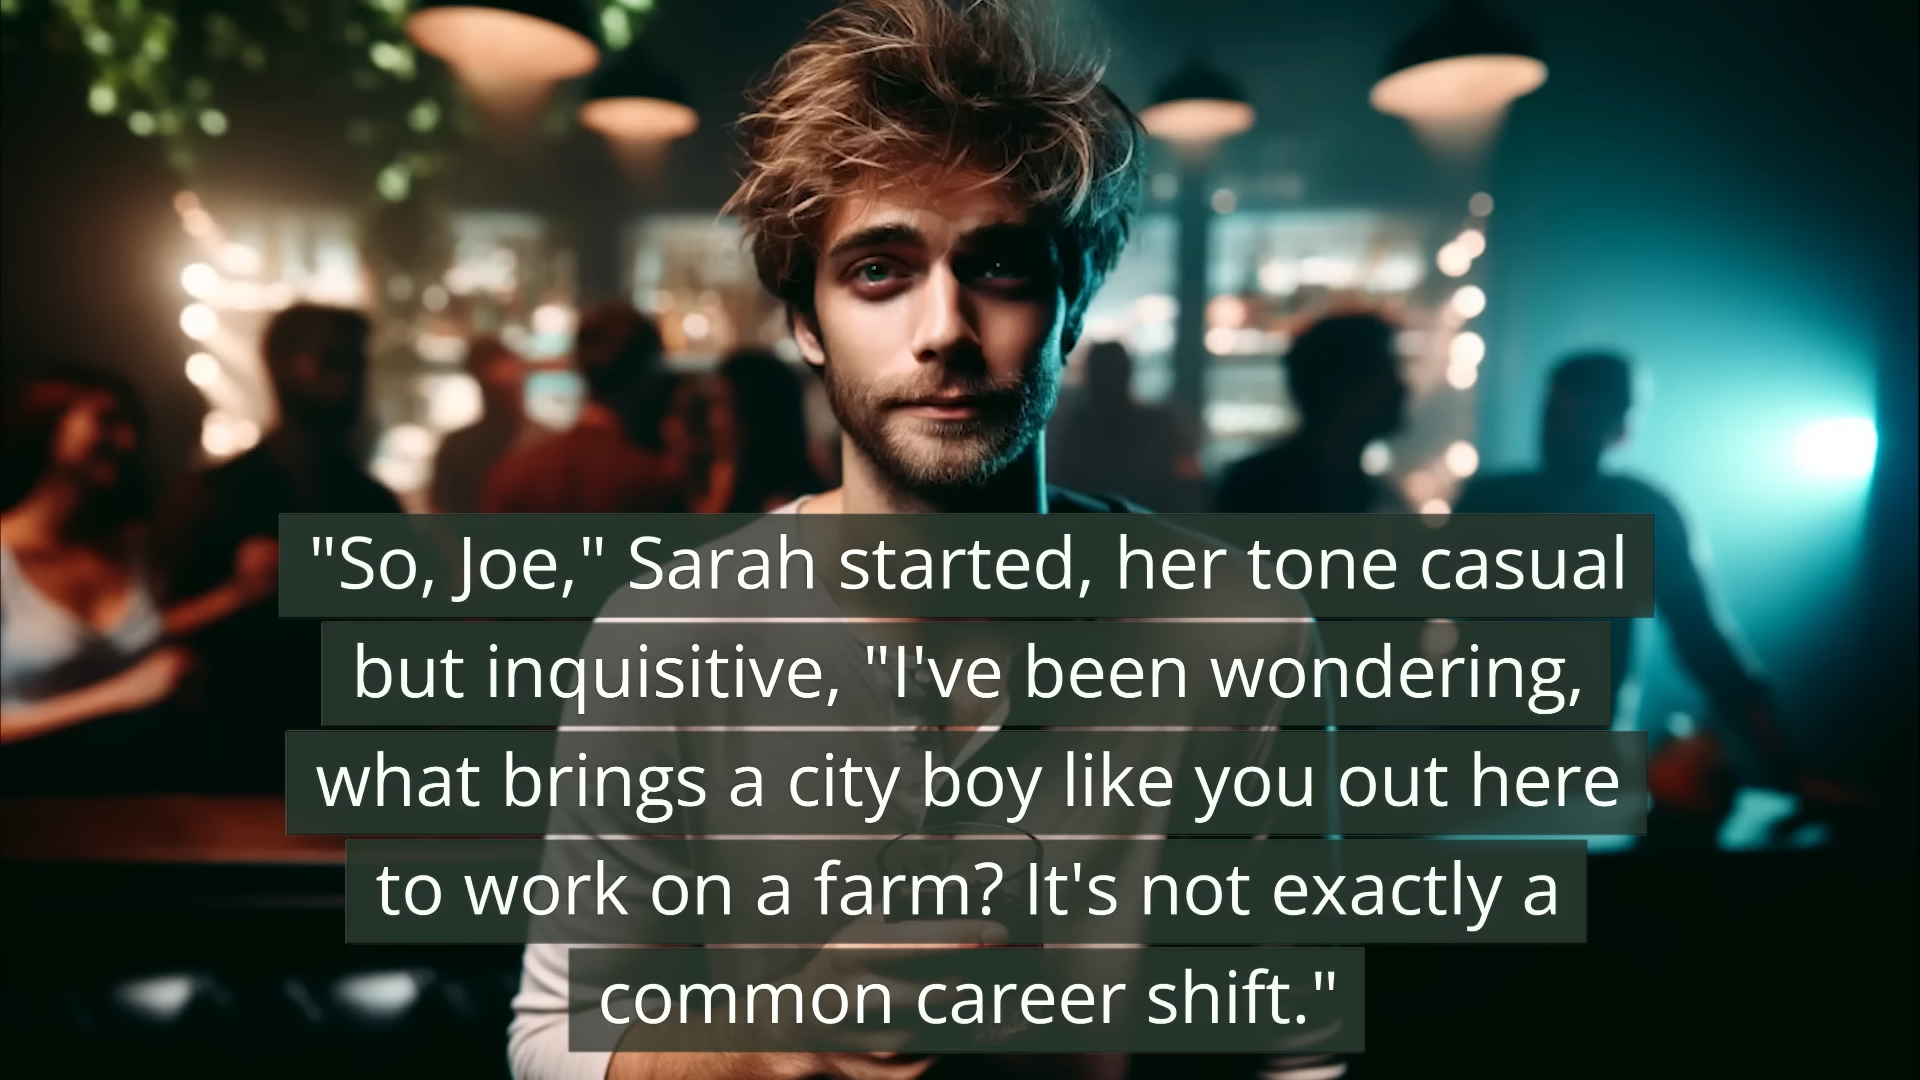 "So, Joe," Sarah started, her tone casual
but inquisitive, "I've been wondering,
what brings a city boy like you out here
to work on a farm? It's not exactly a
common career shift."